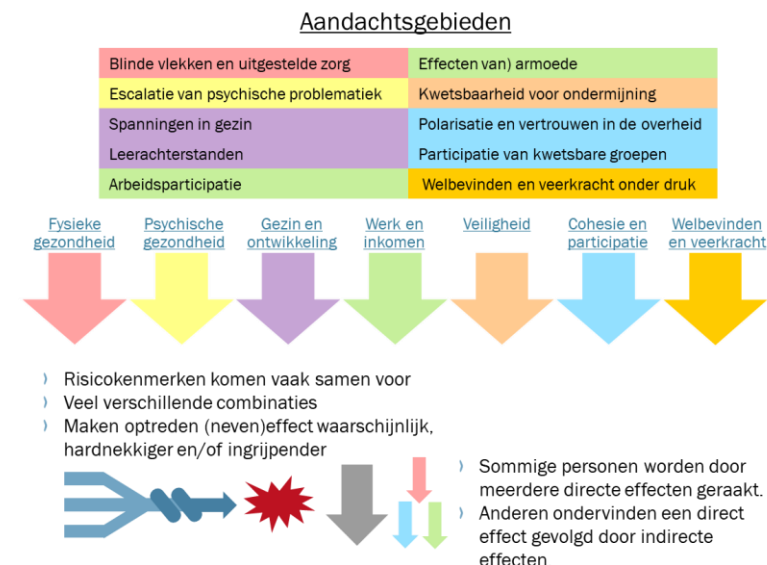 Aandachtsgebieden
Blinde vlekken en uitgestelde zorg
Effecten van) armoede
Escalatie van psychische problematiek
Kwetsbaarheid voor ondermijning
Spanningen in gezin
Polarisatie en vertrouwen in de overheid
Leerachterstanden
Participatie van kwetsbare groepen
Arbeidsparticipatie
Welbevinden en veerkracht onder druk
Fysieke
gezondheid
Psychische
gezondheid
Gezin en
ontwikkeling
Werk en
inkomen
Veiligheid
Cohesie en
participatie
Welbevinden
en veerkracht
Risicokenmerken komen vaak samen voor
Veel verschillende combinaties
Maken optreden (neven)effect waarschijnlijk,
hardnekkiger en/of ingrijpender
Sommige personen worden door
meerdere directe effecten geraakt.
Anderen ondervinden een direct
effect gevolgd door indirecte
effecten